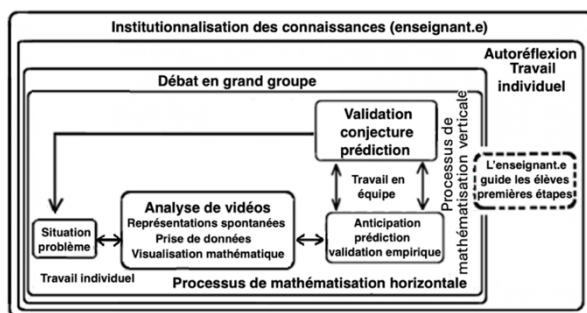 Institutionnalisation des connaissances (enseignant.e)
Autoréflexion
Travail
individuel
Débat en grand groupe
Validation
conjecture
prédiction
Processus de
mathématisation verticale
L'enseignant.e
guide les élèves
premières étapes
Travail en
équipe
Situation
problème
Analyse de vidéos
Représentations spontanées
Prise de données
Visualisation mathématique
Anticipation
prédiction
validation empirique
Travail individuel
Processus de mathématisation horizontale